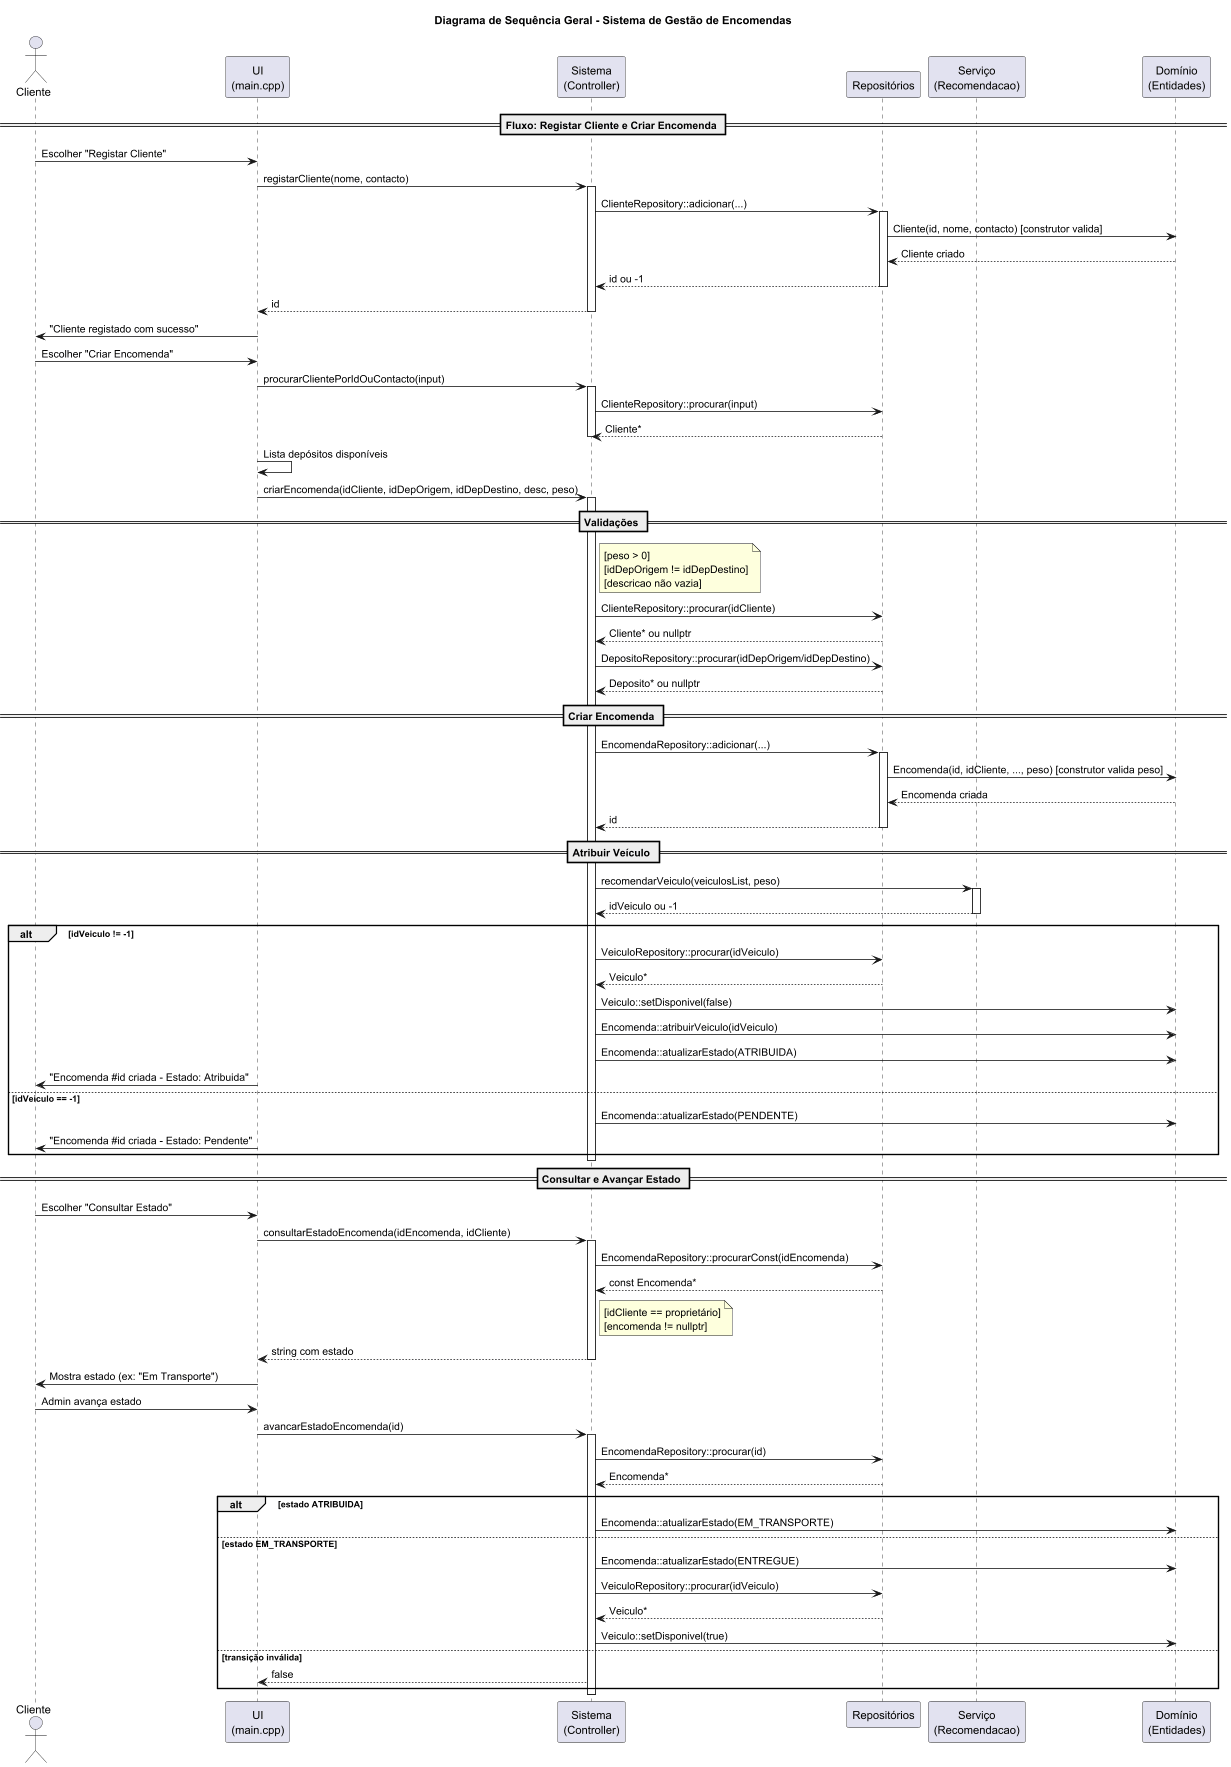 Diagrama de Sequência Geral - Sistema de Gestão de Encomendas
Cliente
UI
(main.cpp)
Sistema
(Controller)
Repositórios
Serviço
(Recomendacao)
Domínio
(Entidades)
Fluxo: Registar Cliente e Criar Encomenda
Escolher "Registar Cliente"
registarCliente(nome, contacto)
ClienteRepository::adicionar(...)
Cliente(id, nome, contacto) [construtor valida]
Cliente criado
id ou -1
id
"Cliente registado com sucesso"
Escolher "Criar Encomenda"
procurarClientePorIdOuContacto(input)
ClienteRepository::procurar(input)
Cliente*
Lista depósitos disponíveis
criarEncomenda(idCliente, idDepOrigem, idDepDestino, desc, peso)
Validações
[peso > 0]
[idDepOrigem != idDepDestino]
[descricao não vazia]
ClienteRepository::procurar(idCliente)
Cliente* ou nullptr
DepositoRepository::procurar(idDepOrigem/idDepDestino)
Deposito* ou nullptr
Criar Encomenda
EncomendaRepository::adicionar(...)
Encomenda(id, idCliente, ..., peso) [construtor valida peso]
Encomenda criada
id
Atribuir Veículo
recomendarVeiculo(veiculosList, peso)
idVeiculo ou -1
alt [idVeiculo != -1]
VeiculoRepository::procurar(idVeiculo)
Veiculo*
Veiculo::setDisponivel(false)
Encomenda::atribuirVeiculo(idVeiculo)
Encomenda::atualizarEstado(ATRIBUIDA)
"Encomenda #id criada - Estado: Atribuida"
[idVeiculo == -1]
Encomenda::atualizarEstado(PENDENTE)
"Encomenda #id criada - Estado: Pendente"
Consultar e Avançar Estado
Escolher "Consultar Estado"
consultarEstadoEncomenda(idEncomenda, idCliente)
EncomendaRepository::procurarConst(idEncomenda)
const Encomenda*
[idCliente == proprietário]
[encomenda != nullptr]
string com estado
Mostra estado (ex: "Em Transporte")
Admin avança estado
avancarEstadoEncomenda(id)
EncomendaRepository::procurar(id)
Encomenda*
alt [estado ATRIBUIDA]
Encomenda::atualizarEstado(EM_TRANSPORTE)
[estado EM_TRANSPORTE]
Encomenda::atualizarEstado(ENTREGUE)
VeiculoRepository::procurar(idVeiculo)
Veiculo*
Veiculo::setDisponivel(true)
[transição inválida]
false
Cliente
UI
(main.cpp)
Sistema
(Controller)
Repositórios
Serviço
(Recomendacao)
Domínio
(Entidades)